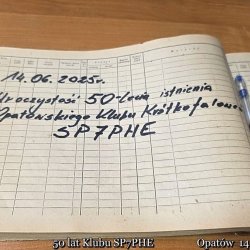 14.06.2025r.
Uroczystość 50-lecia istnienia
Opatowskiego Klubu Krótkofalowców
SP7PHE
50 lat Klubu SP7PHE
Opatów 14